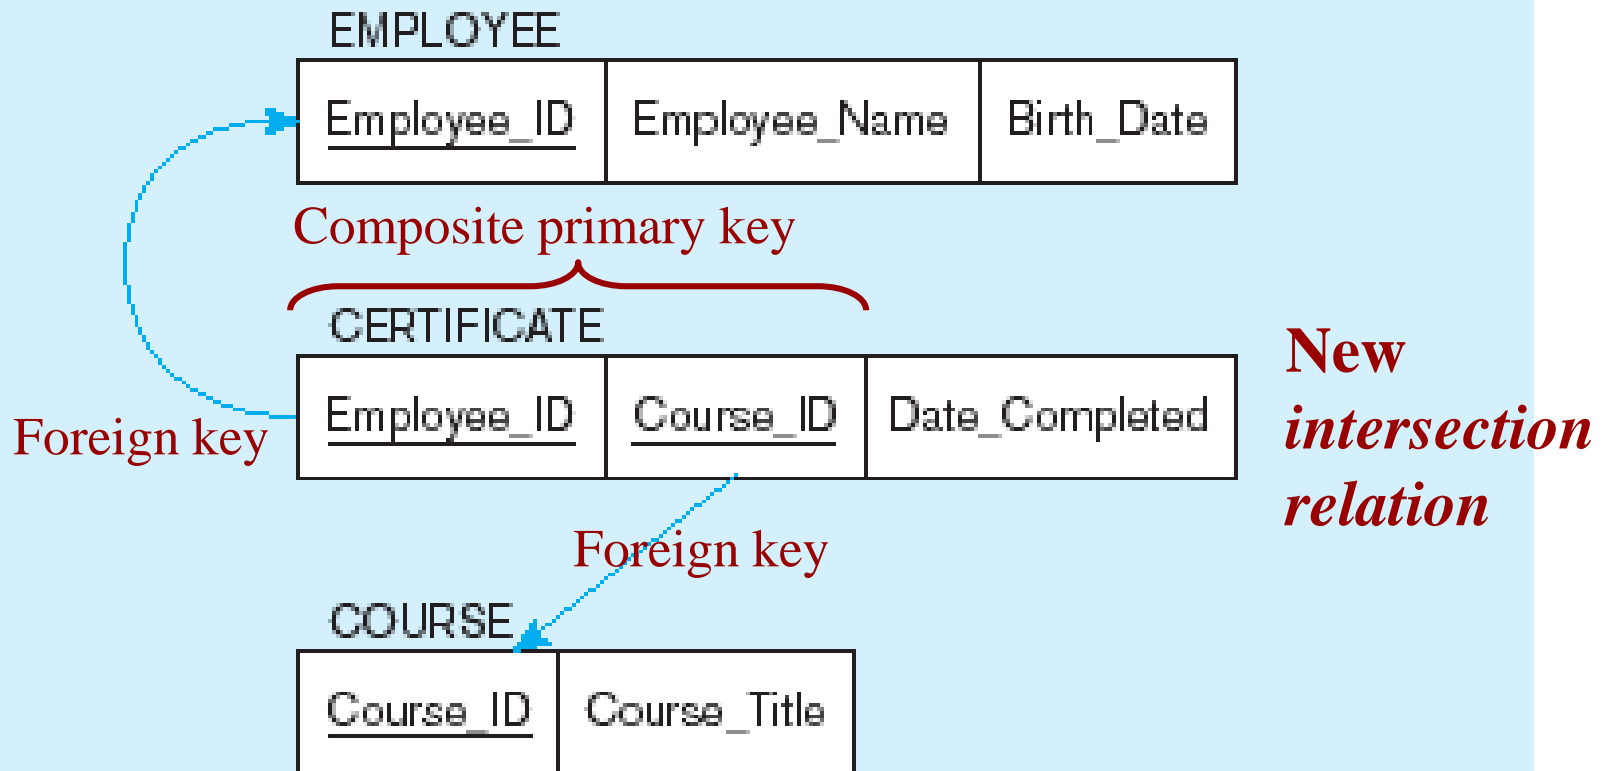 EMPLOYEE
Employee_ID Employee_Name Birth_Date
Composite primary key
CERTIFICATE
Employee_ID Course_ID Date_Completed
Foreign key
New
intersection
relation
Foreign key
COURSE
Course_ID Course_Title